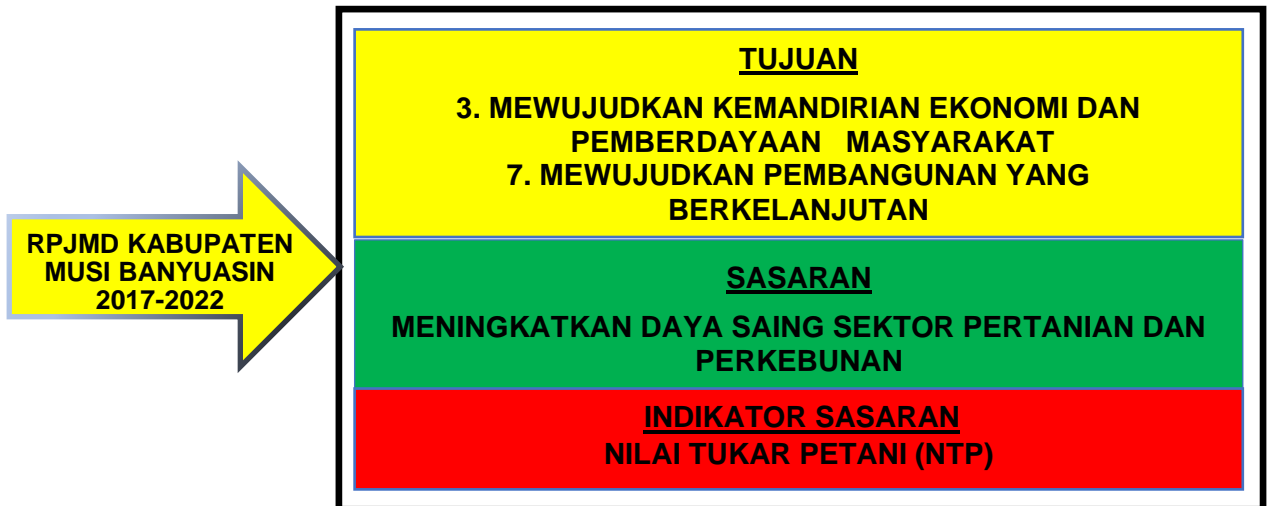 RPJMD KABUPATEN
MUSI BANYUASIN
2017-2022
TUJUAN
3. MEWUJUDKAN KEMANDIRIAN EKONOMI DAN
PEMBERDAYAAN MASYARAKAT
7. MEWUJUDKAN PEMBANGUNAN YANG
BERKELANJUTAN
SASARAN
MENINGKATKAN DAYA SAING SEKTOR PERTANIAN DAN
PERKEBUNAN
INDIKATOR SASARAN
NILAI TUKAR PETANI (NTP)